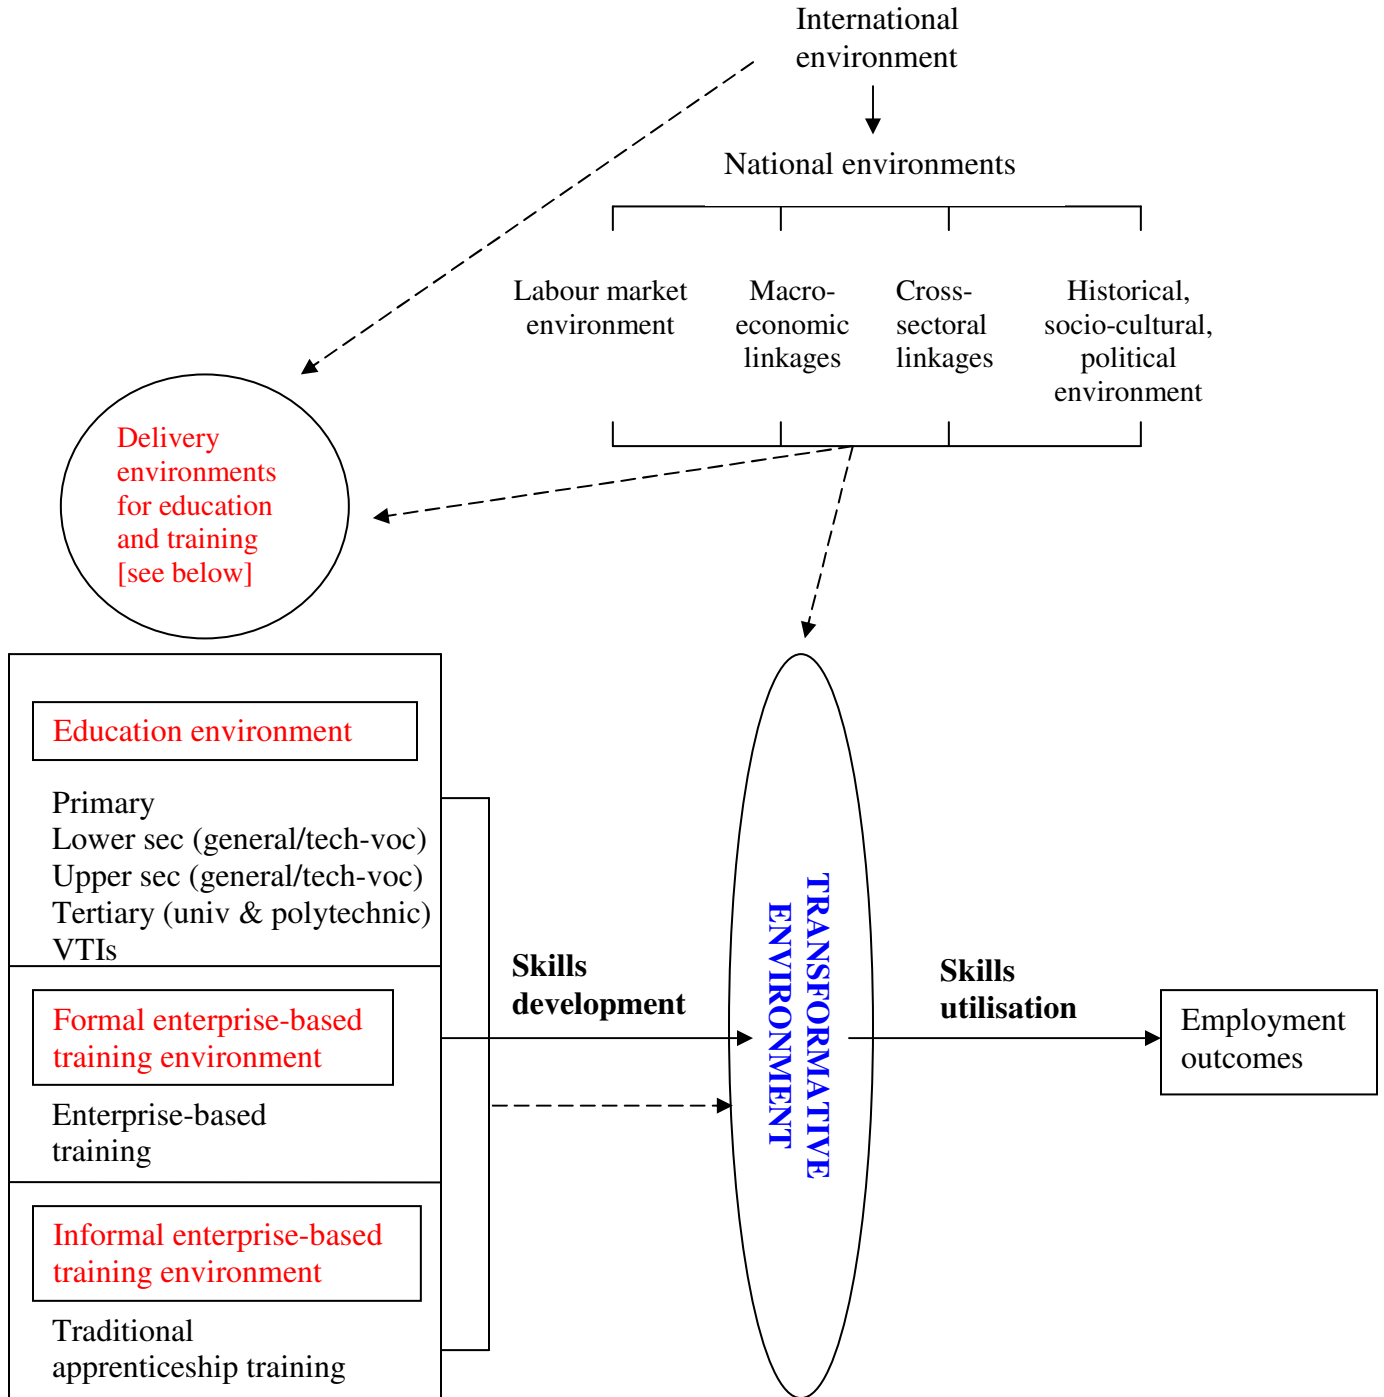 International
environment
National environments
Labour market
environment
Macro-
economic
linkages
Cross-
sectoral
linkages
Historical,
socio-cultural,
political
environment
Delivery
environments
for education
and training
[see below]
Education environment
Primary
Lower sec (general/tech-voc)
Upper sec (general/tech-voc)
Tertiary (univ & polytechnic)
VTIs
Formal enterprise-based
training environment
Enterprise-based
training
Informal enterprise-based
training environment
Traditional
apprenticeship training
Skills
development
TRANSFORMATIVE
ENVIRONMENT
Skills
utilisation
Employment
outcomes